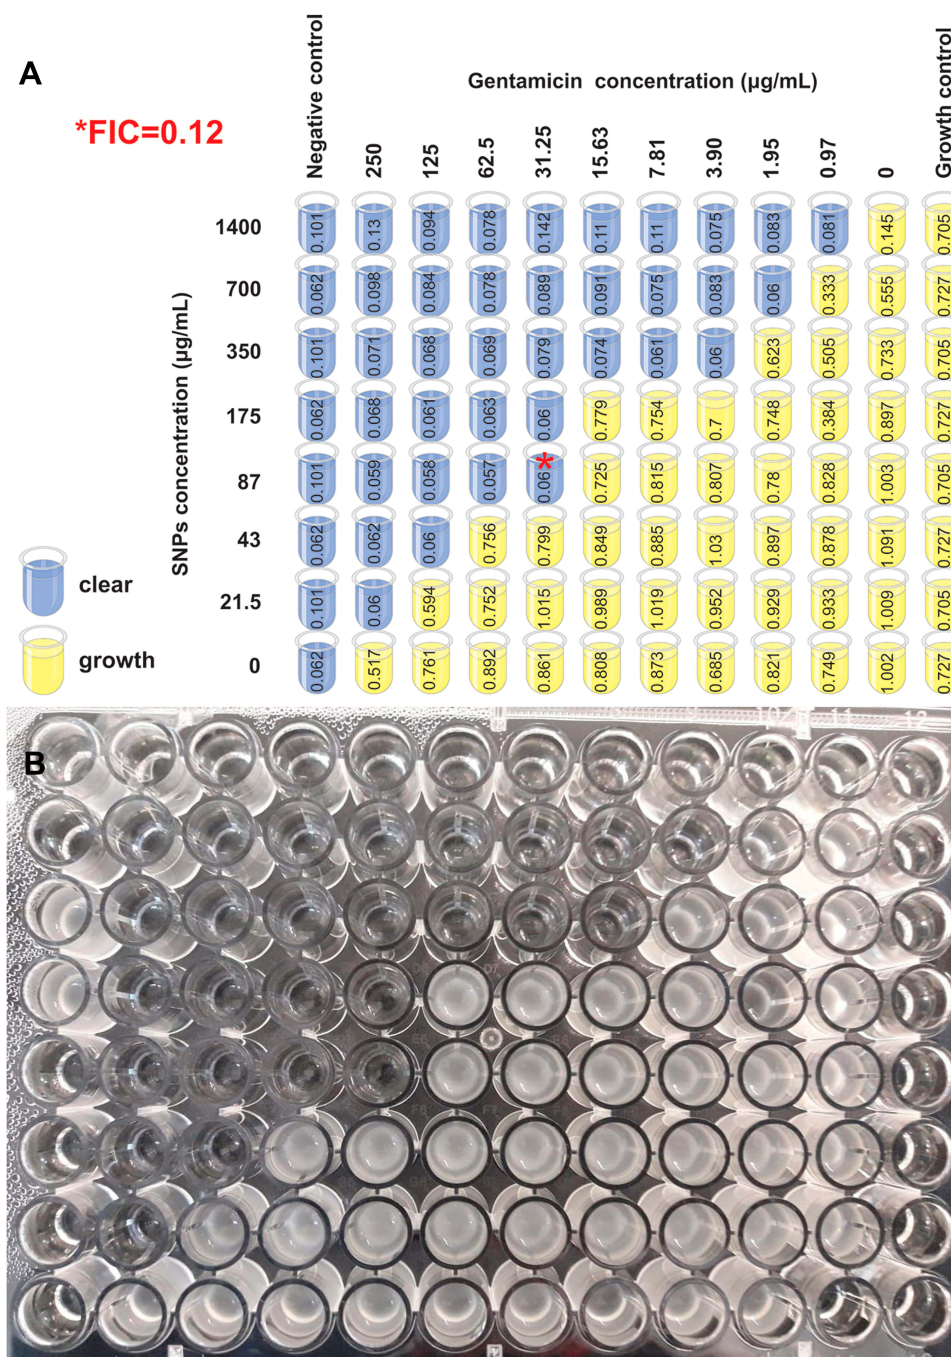 A
*FIC=0.12
Gentamicin concentration (µg/mL)
Negative control 250 125 62.5 31.25 15.63 7.81 3.90 1.95 0.97 0 Growth control
SNPs concentration (µg/mL)
1400 0.101 0.13 0.094 0.078 0.142 0.11 0.11 0.075 0.083 0.081 0.145 0.705
700 0.062 0.098 0.084 0.078 0.089 0.091 0.075 0.083 0.06 0.333 0.555 0.727
350 0.101 0.071 0.068 0.069 0.079 0.074 0.061 0.06 0.623 0.505 0.733 0.705
175 0.062 0.068 0.061 0.063 0.06 0.779 0.754 0.7 0.748 0.384 0.897 0.727
*
87 0.101 0.059 0.058 0.057 0.06 0.725 0.815 0.807 0.78 0.828 1.003 0.705
43 0.062 0.062 0.06 0.756 0.799 0.849 0.885 1.03 0.897 0.878 1.091 0.727
21.5 0.101 0.06 0.594 0.752 1.015 0.989 1.019 0.952 0.929 0.933 1.009 0.705
0 0.062 0.517 0.761 0.892 0.861 0.808 0.873 0.685 0.821 0.749 1.002 0.727
clear
growth
B
10 11 12
F7